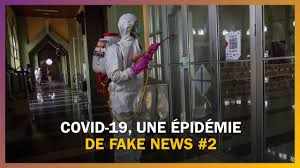 COVID-19, UNE ÉPIDÉMIE
DE FAKE NEWS #2